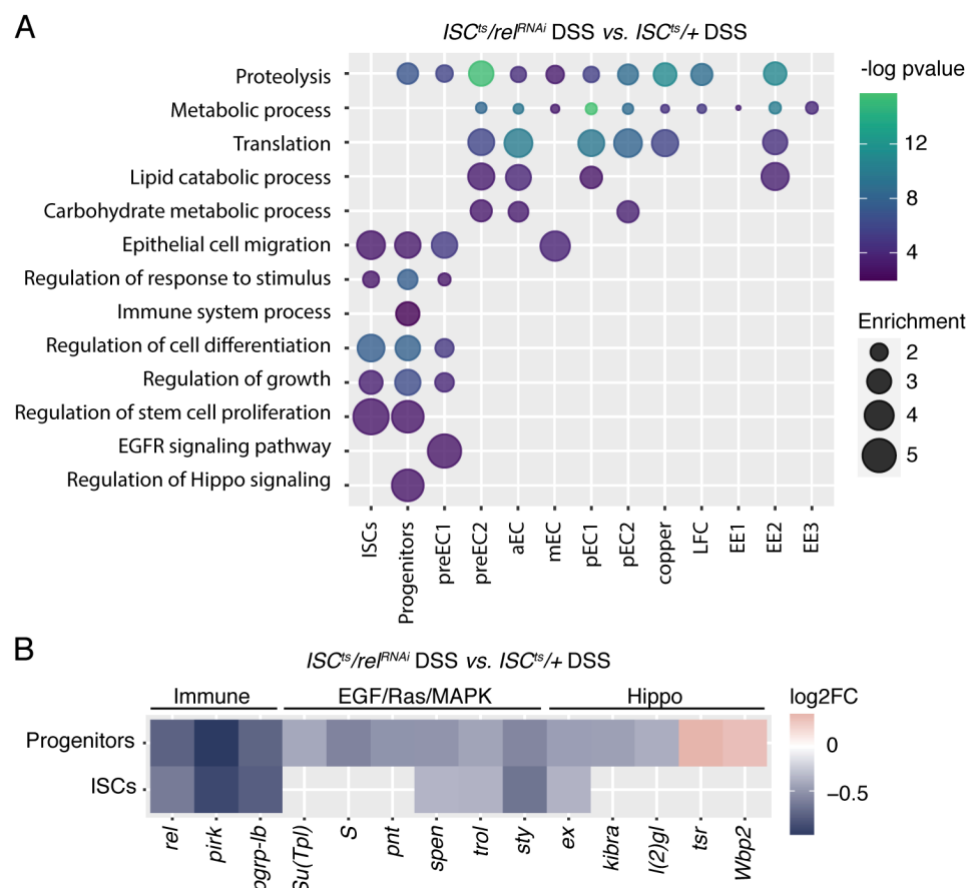 A
ISCts/relRNAi DSS vs. ISCts/+ DSS
Proteolysis
Metabolic process
Translation
Lipid catabolic process
Carbohydrate metabolic process
Epithelial cell migration
Regulation of response to stimulus
Immune system process
Regulation of cell differentiation
Regulation of growth
Regulation of stem cell proliferation
EGFR signaling pathway
Regulation of Hippo signaling
ISCs
Progenitors
preEC1
preEC2
aEC
mEC
pEC1
pEC2
copper
LFC
EE1
EE2
EE3
-log pvalue
12
8
4
Enrichment
2
3
4
5
B
ISCts/relRNAi DSS vs. ISCts/+ DSS
Immune EGF/Ras/MAPK Hippo
Progenitors
ISCs
rel
pirk
pgrp-lb
Su(Tpl)
S
pnt
spen
trol
sty
ex
kibra
l(2)gl
tsr
Wbp2
log2FC
0
−0.5